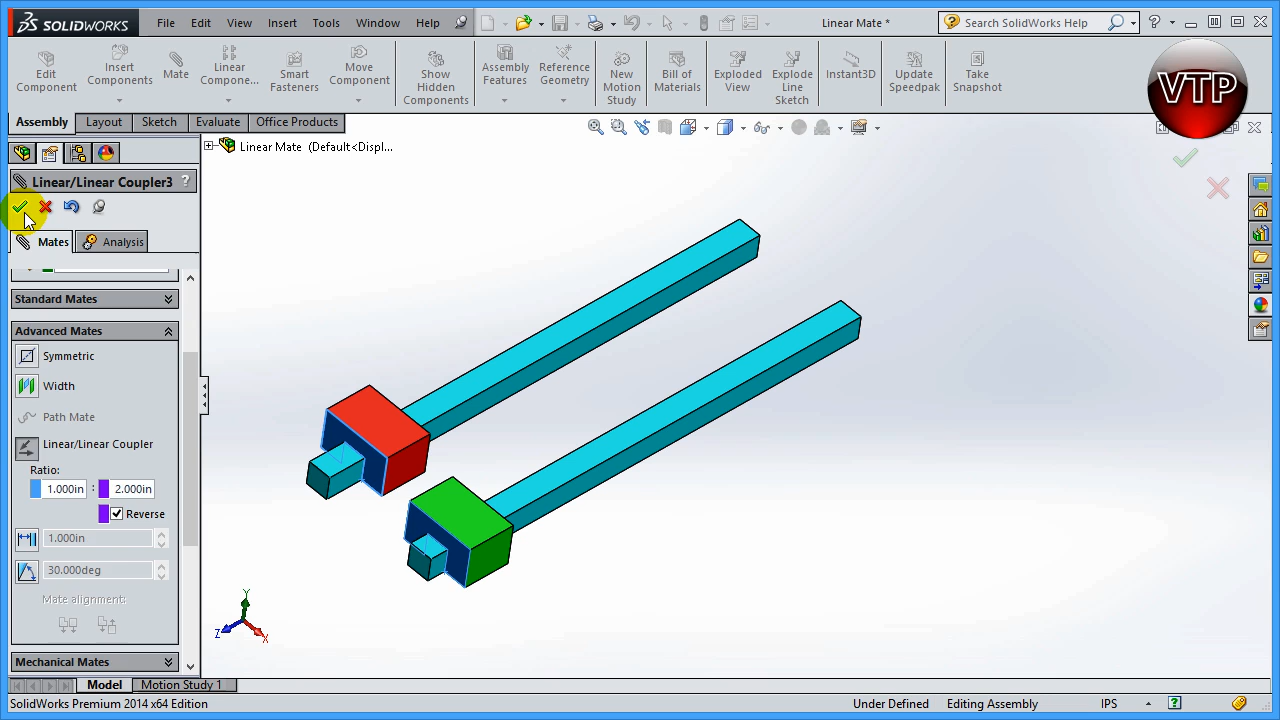 SOLIDWORKS File Edit View Insert Tools Window Help Linear Mate * Search SolidWorks Help ?
Edit Component
Insert Components
Mate
Linear Compone...
Smart Fasteners
Move Component
Show Hidden Components
Assembly Features
Reference Geometry
New Motion Study
Bill of Materials
Exploded View
Explode Line Sketch
Instant3D
Update Speedpak
Take Snapshot
VTP
Assembly Layout Sketch Evaluate Office Products
Linear Mate (Default<Displ...
Linear/Linear Coupler3 ?
Mates Analysis
Standard Mates
Advanced Mates
Symmetric
Width
Path Mate
Linear/Linear Coupler
Ratio:
1.000in : 2.000in
Reverse
1.000in
30.000deg
Mate alignment:
Mechanical Mates
Y
Z
X
Model Motion Study 1
SolidWorks Premium 2014 x64 Edition Under Defined Editing Assembly IPS ?